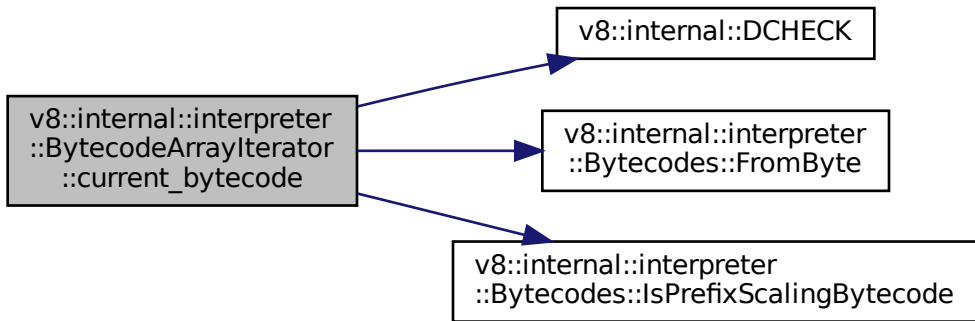 v8::internal::interpreter
::BytecodeArrayIterator
::current_bytecode
v8::internal::DCHECK
v8::internal::interpreter
::Bytecodes::FromByte
v8::internal::interpreter
::Bytecodes::IsPrefixScalingBytecode